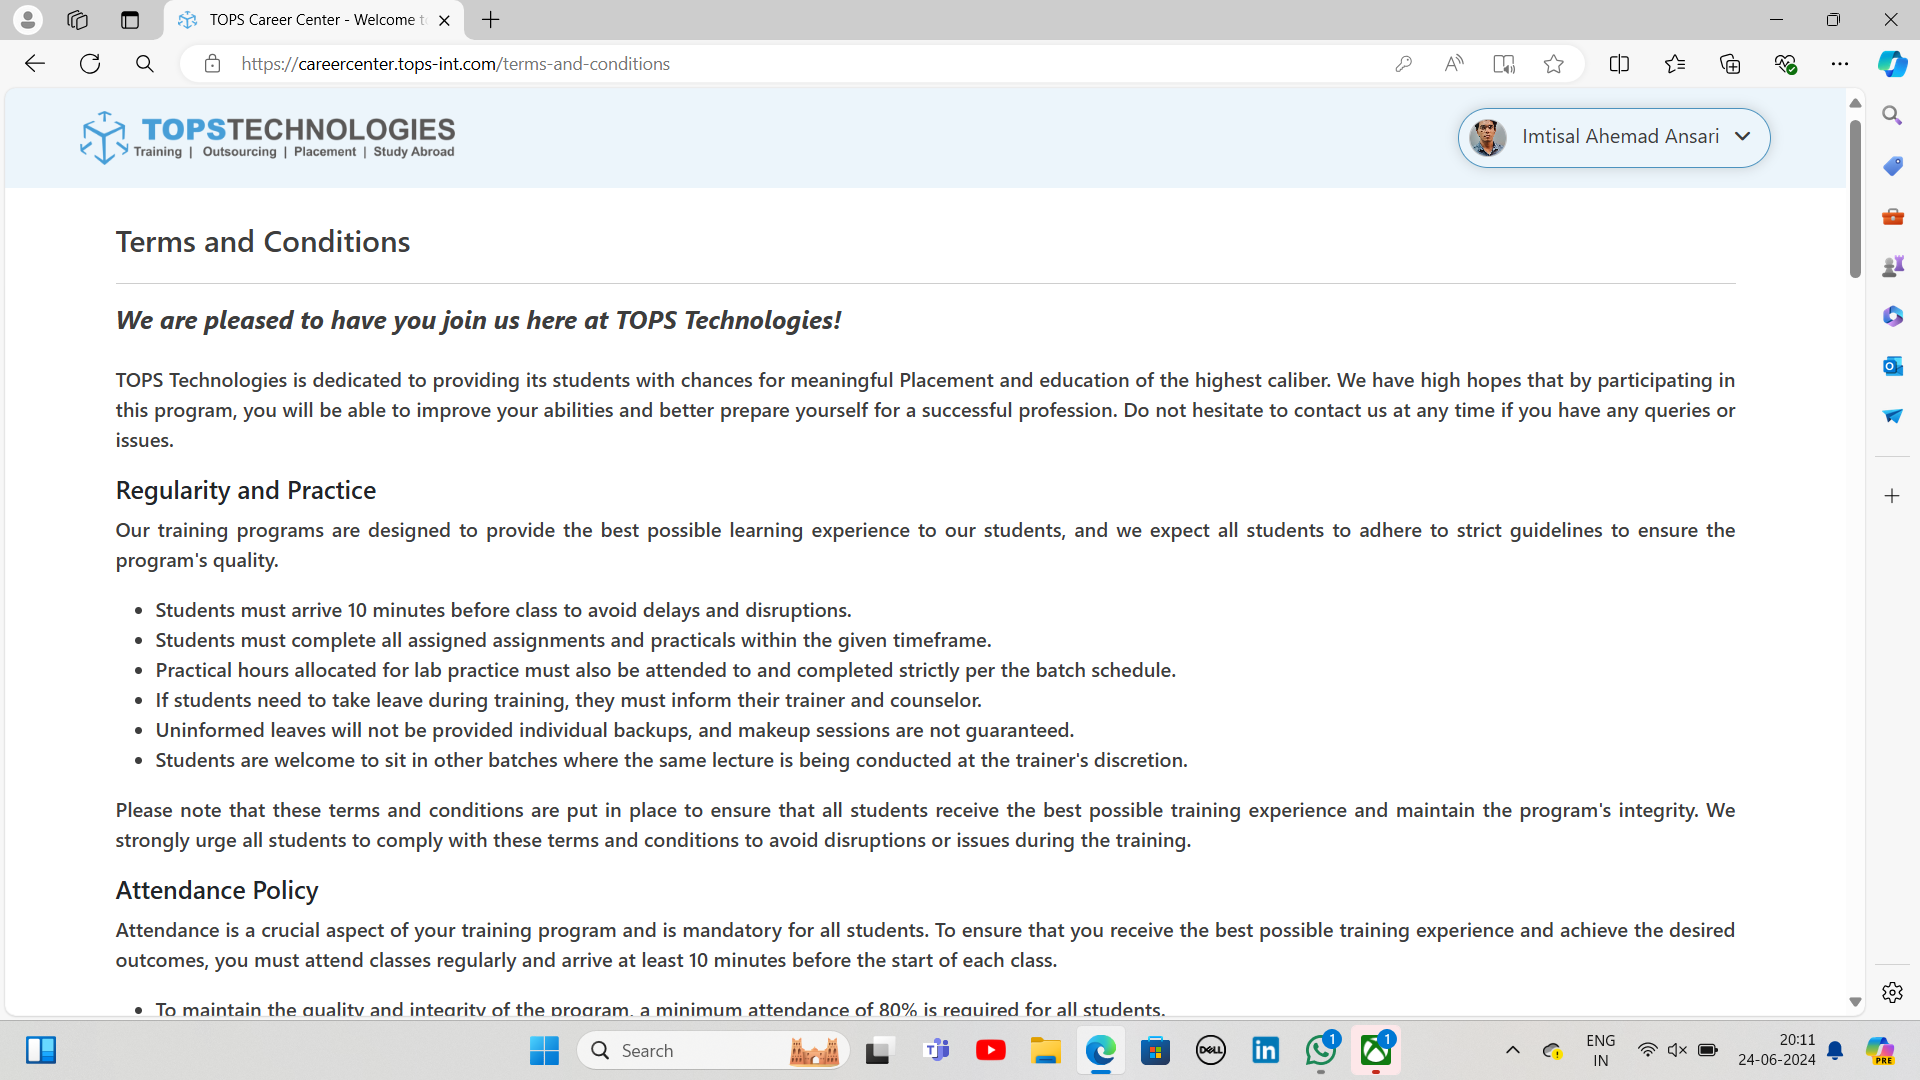 TOPS Career Center - Welcome t
https://careercenter.tops-int.com/terms-and-conditions
TOPSTECHNOLOGIES
Training | Outsourcing | Placement | Study Abroad
Imtisal Ahemad Ansari
Terms and Conditions
We are pleased to have you join us here at TOPS Technologies!
TOPS Technologies is dedicated to providing its students with chances for meaningful Placement and education of the highest caliber. We have high hopes that by participating in
this program, you will be able to improve your abilities and better prepare yourself for a successful profession. Do not hesitate to contact us at any time if you have any queries or
issues.
Regularity and Practice
Our training programs are designed to provide the best possible learning experience to our students, and we expect all students to adhere to strict guidelines to ensure the
program's quality.
• Students must arrive 10 minutes before class to avoid delays and disruptions.
• Students must complete all assigned assignments and practicals within the given timeframe.
• Practical hours allocated for lab practice must also be attended to and completed strictly per the batch schedule.
• If students need to take leave during training, they must inform their trainer and counselor.
• Uninformed leaves will not be provided individual backups, and makeup sessions are not guaranteed.
• Students are welcome to sit in other batches where the same lecture is being conducted at the trainer's discretion.
Please note that these terms and conditions are put in place to ensure that all students receive the best possible training experience and maintain the program's integrity. We
strongly urge all students to comply with these terms and conditions to avoid disruptions or issues during the training.
Attendance Policy
Attendance is a crucial aspect of your training program and is mandatory for all students. To ensure that you receive the best possible training experience and achieve the desired
outcomes, you must attend classes regularly and arrive at least 10 minutes before the start of each class.
• To maintain the quality and integrity of the program, a minimum attendance of 80% is required for all students.
Search
DELL
1
1
ENG
IN
20:11
24-06-2024
PRE